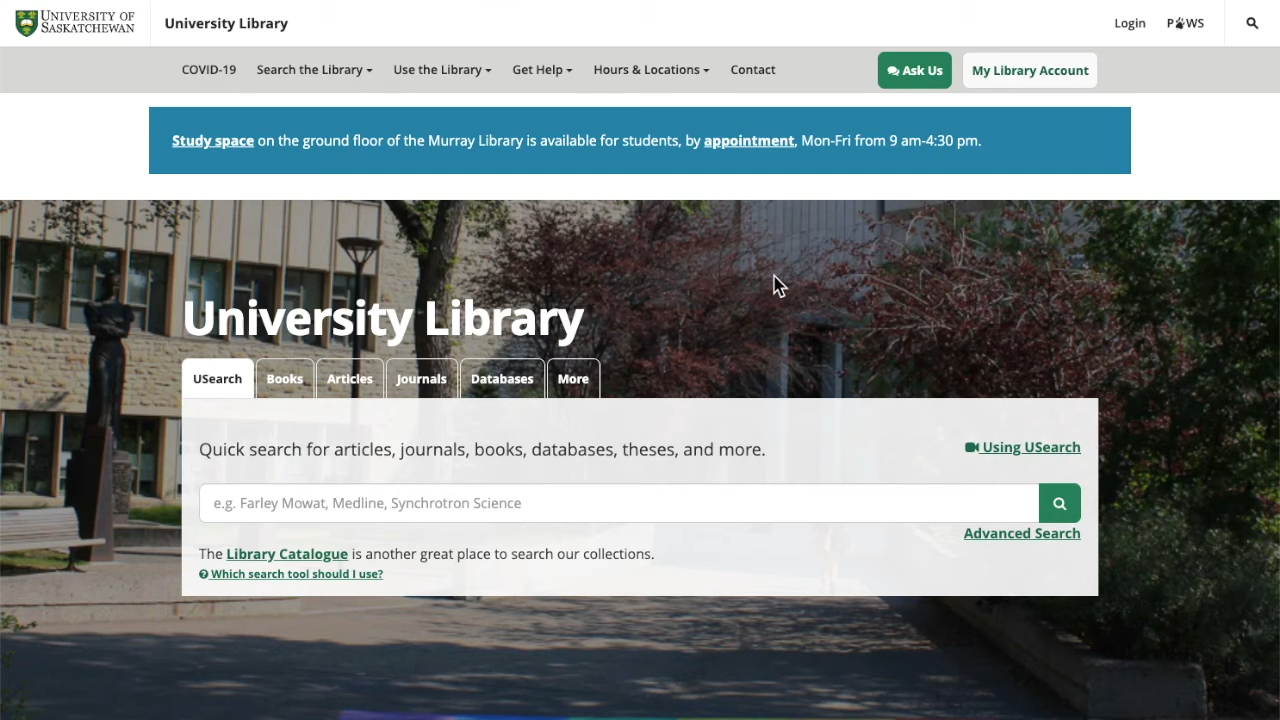 UNIVERSITY OF
SASKATCHEWAN
University Library
Login
PAWS
COVID-19
Search the Library
Use the Library
Get Help
Hours & Locations
Contact
Ask Us
My Library Account
Study space on the ground floor of the Murray Library is available for students, by appointment, Mon-Fri from 9 am-4:30 pm.
University Library
USearch
Books
Articles
Journals
Databases
More
Quick search for articles, journals, books, databases, theses, and more.
Using USearch
e.g. Farley Mowat, Medline, Synchrotron Science
Advanced Search
The Library Catalogue is another great place to search our collections.
Which search tool should I use?